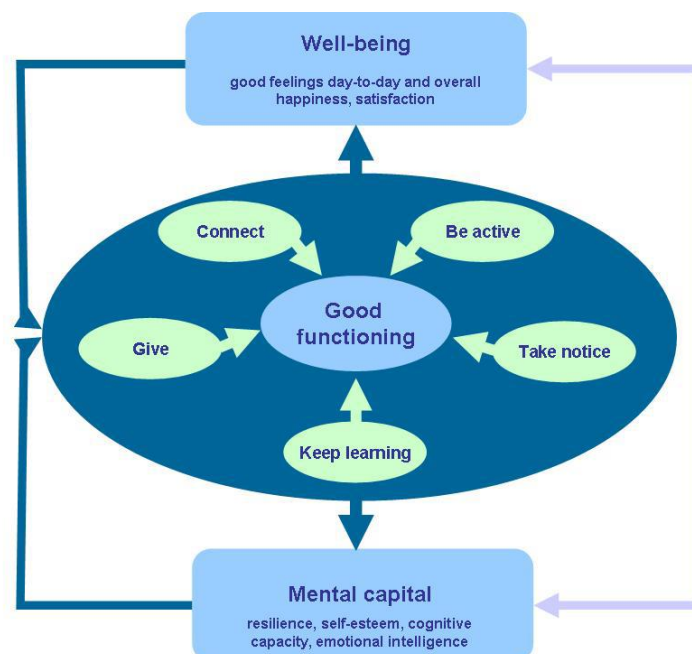 Well-being
good feelings day-to-day and overall
happiness, satisfaction
Connect
Be active
Good
functioning
Give
Take notice
Keep learning
Mental capital
resilience, self-esteem, cognitive
capacity, emotional intelligence